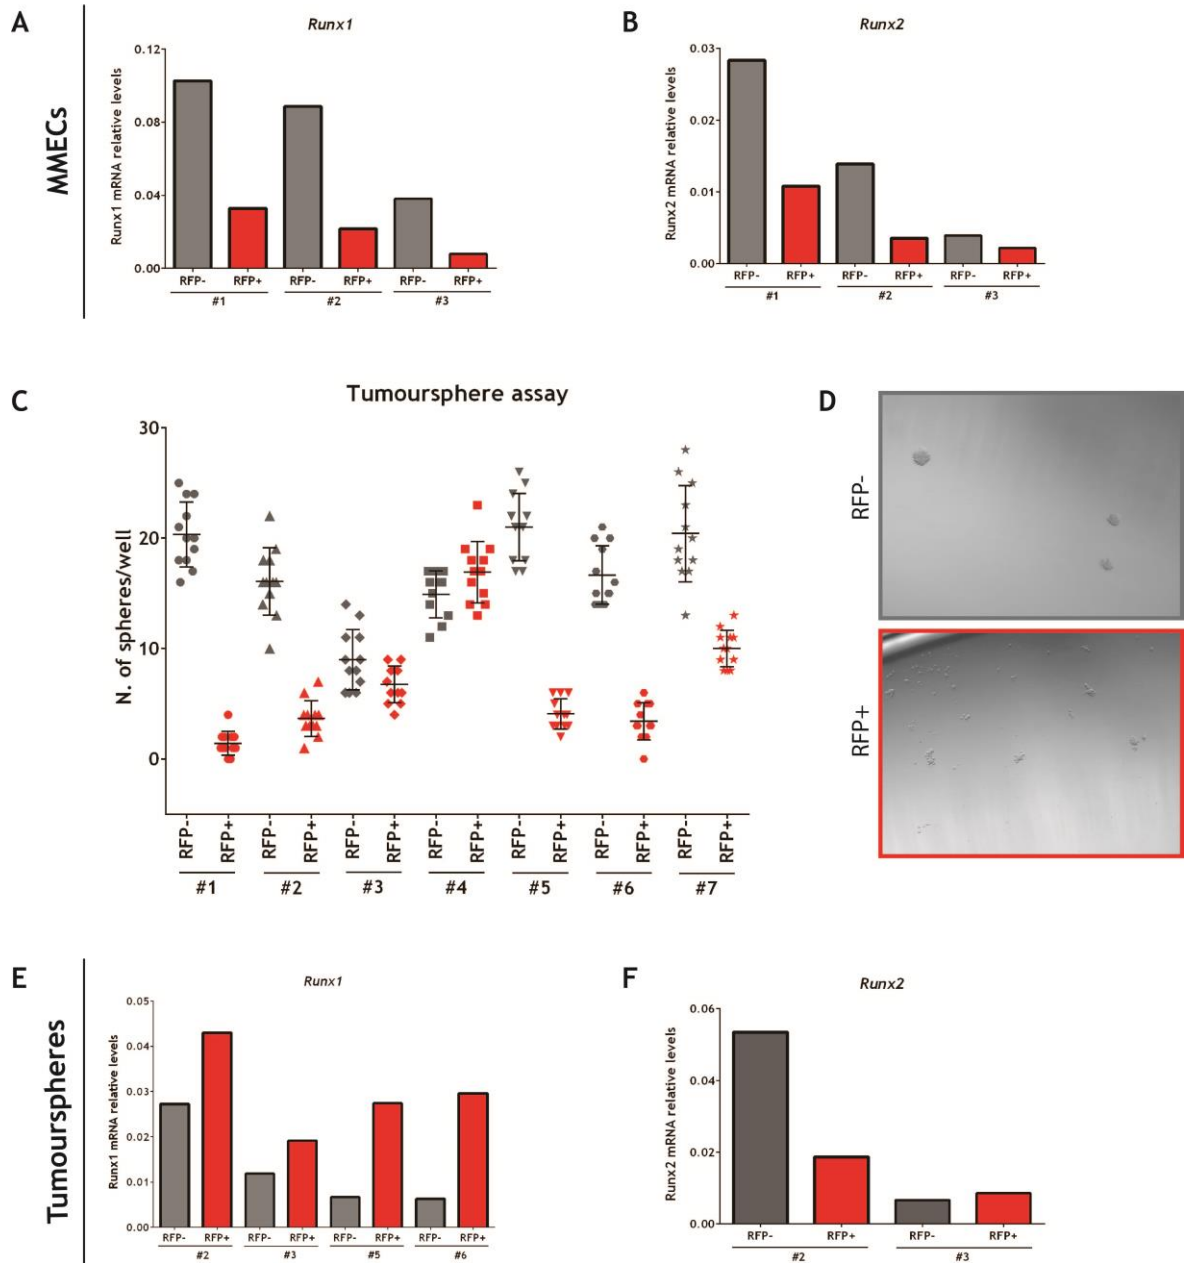 A
Runx1
MMECs
Runx1 mRNA relative levels
0.12
0.08
0.04
0.00
RFP- RFP+ RFP- RFP+ RFP- RFP+
#1 #2 #3
B
Runx2
Runx2 mRNA relative levels
0.03
0.02
0.01
0.00
RFP- RFP+ RFP- RFP+ RFP- RFP+
#1 #2 #3
C
Tumoursphere assay
N. of spheres/well
30
20
10
0
RFP- RFP+ RFP- RFP+ RFP- RFP+ RFP- RFP+ RFP- RFP+ RFP- RFP+ RFP- RFP+
#1 #2 #3 #4 #5 #6 #7
D
RFP-
RFP+
E
Runx1
Tumourspheres
Runx1 mRNA relative levels
0.05
0.04
0.03
0.02
0.01
0.00
RFP- RFP+ RFP- RFP+ RFP- RFP+ RFP- RFP+
#2 #3 #5 #6
F
Runx2
Runx2 mRNA relative levels
0.06
0.04
0.02
0.00
RFP- RFP+ RFP- RFP+
#2 #3